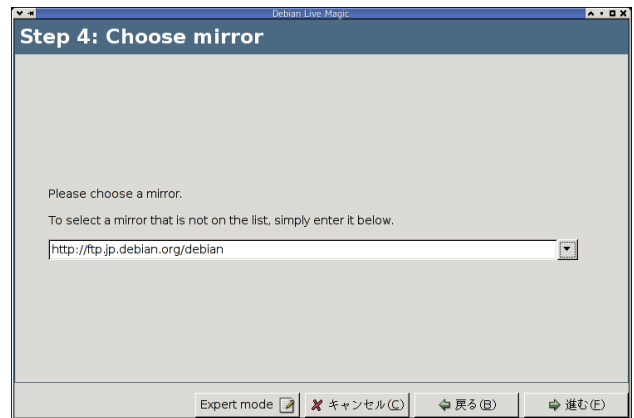 Debian Live Magic
Step 4: Choose mirror
Please choose a mirror.
To select a mirror that is not on the list, simply enter it below.
http://ftp.jp.debian.org/debian
Expert mode キャンセル(C) 戻る(B) 進む(F)